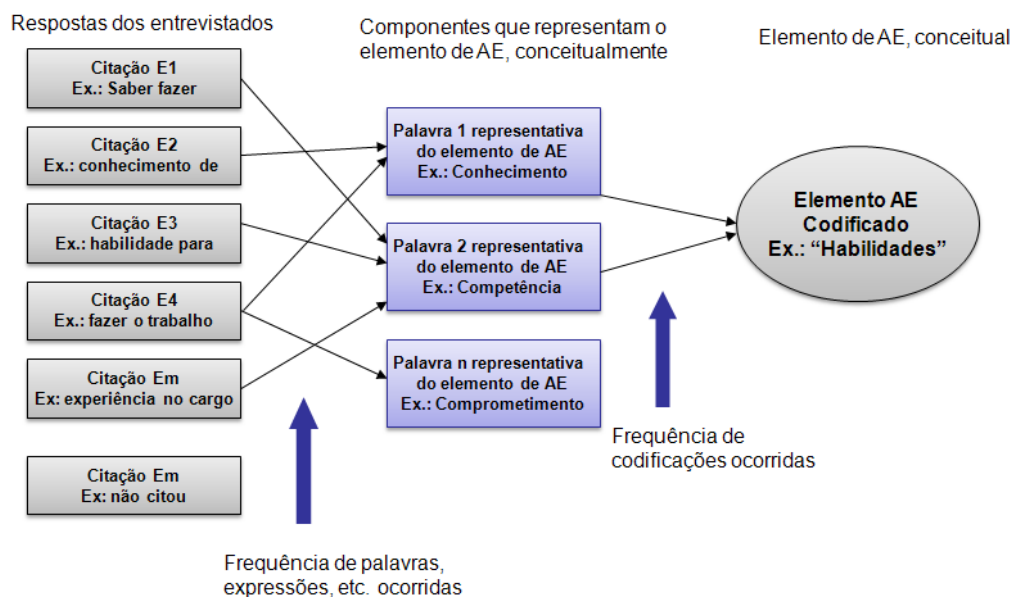 Respostas dos entrevistados
Componentes que representam o
elemento de AE, conceitualmente
Elemento de AE, conceitual
Citação E1
Ex.: Saber fazer
Citação E2
Ex.: conhecimento de
Citação E3
Ex.: habilidade para
Citação E4
Ex.: fazer o trabalho
Citação Em
Ex: experiência no cargo
Citação Em
Ex: não citou
Palavra 1 representativa
do elemento de AE
Ex.: Conhecimento
Palavra 2 representativa
do elemento de AE
Ex.: Competência
Palavra n representativa
do elemento de AE
Ex.: Comprometimento
Elemento AE
Codificado
Ex.: “Habilidades”
Frequência de
codificações ocorridas
Frequência de palavras,
expressões, etc. ocorridas